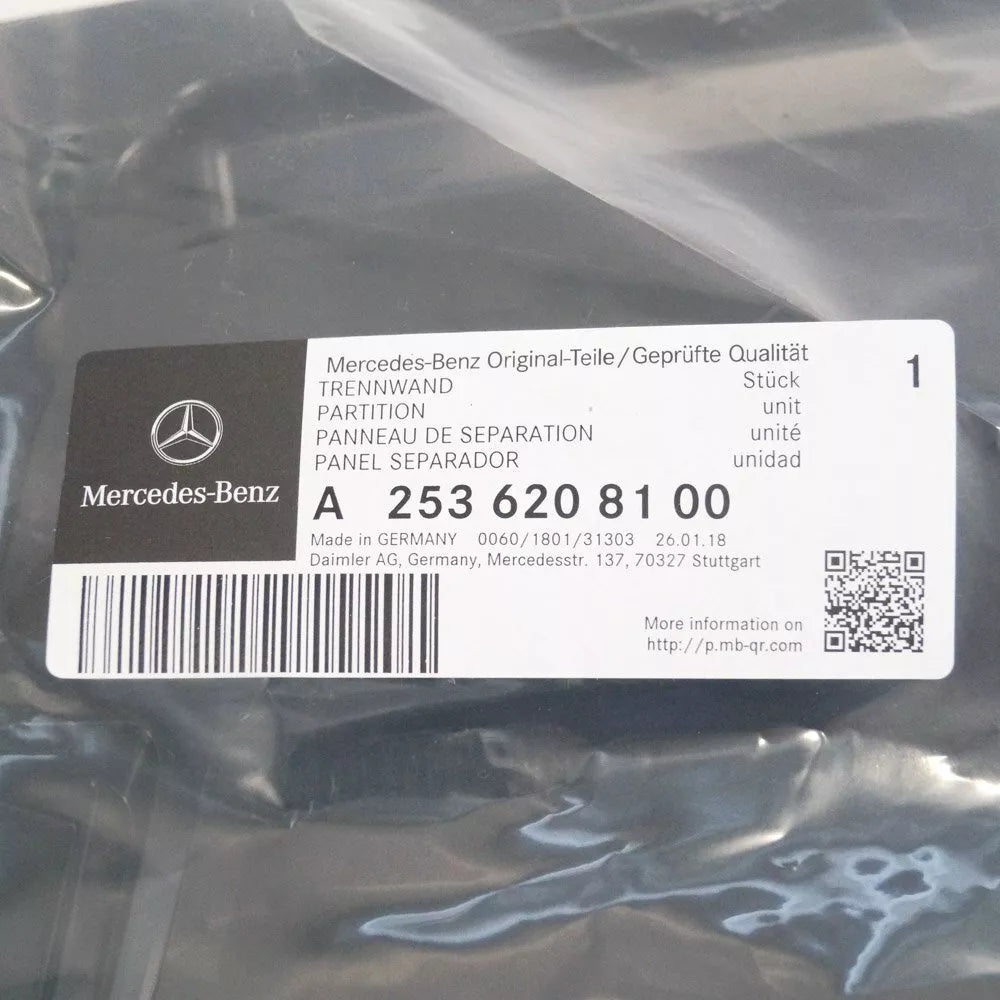 Mercedes-Benz
Mercedes-Benz Original-Teile/Geprüfte Qualität
TRENNWAND Stück 1
PARTITION unit
PANNEAU DE SEPARATION unité
PANEL SEPARADOR unidad
A 253 620 81 00
Made in GERMANY 0060/1801/31303 26.01.18
Daimler AG, Germany, Mercedesstr. 137, 70327 Stuttgart
More information on
http://p.mb-qr.com